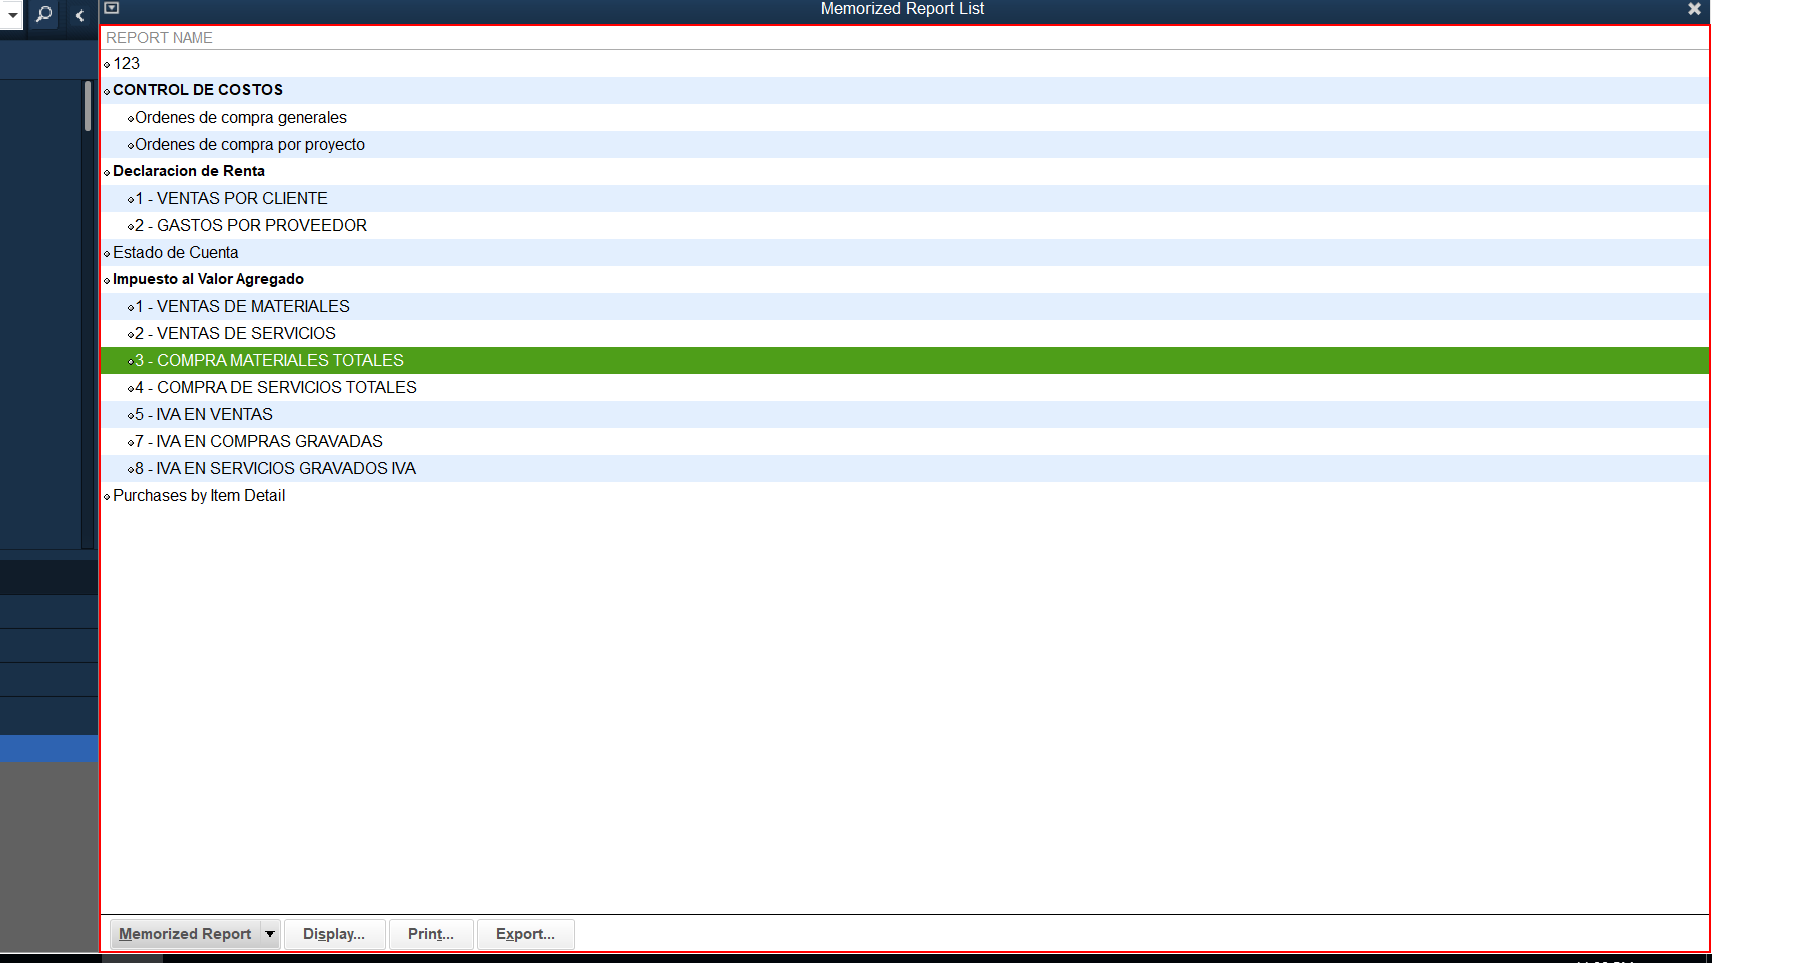 Memorized Report List
REPORT NAME
123
CONTROL DE COSTOS
Ordenes de compra generales
Ordenes de compra por proyecto
Declaracion de Renta
1 - VENTAS POR CLIENTE
2 - GASTOS POR PROVEEDOR
Estado de Cuenta
Impuesto al Valor Agregado
1 - VENTAS DE MATERIALES
2 - VENTAS DE SERVICIOS
3 - COMPRA MATERIALES TOTALES
4 - COMPRA DE SERVICIOS TOTALES
5 - IVA EN VENTAS
7 - IVA EN COMPRAS GRAVADAS
8 - IVA EN SERVICIOS GRAVADOS IVA
Purchases by Item Detail
Memorized Report Display... Print... Export...